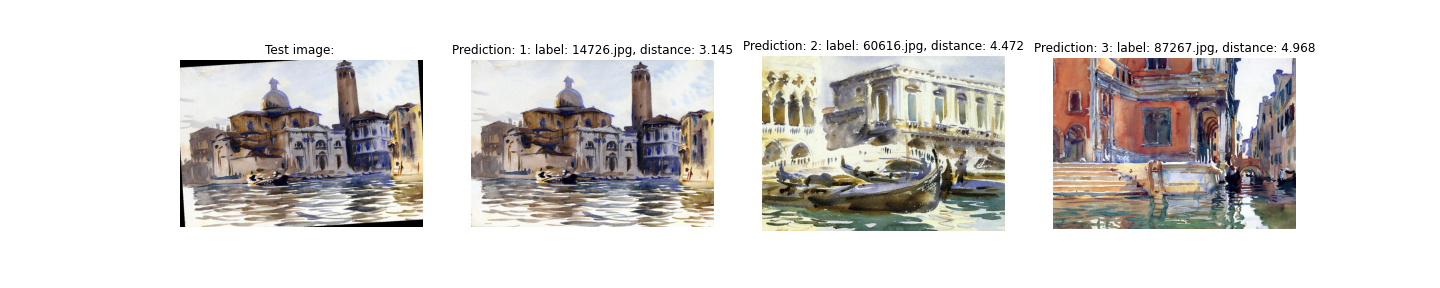 Test image:
Prediction: 1: label: 14726.jpg, distance: 3.145
Prediction: 2: label: 60616.jpg, distance: 4.472
Prediction: 3: label: 87267.jpg, distance: 4.968